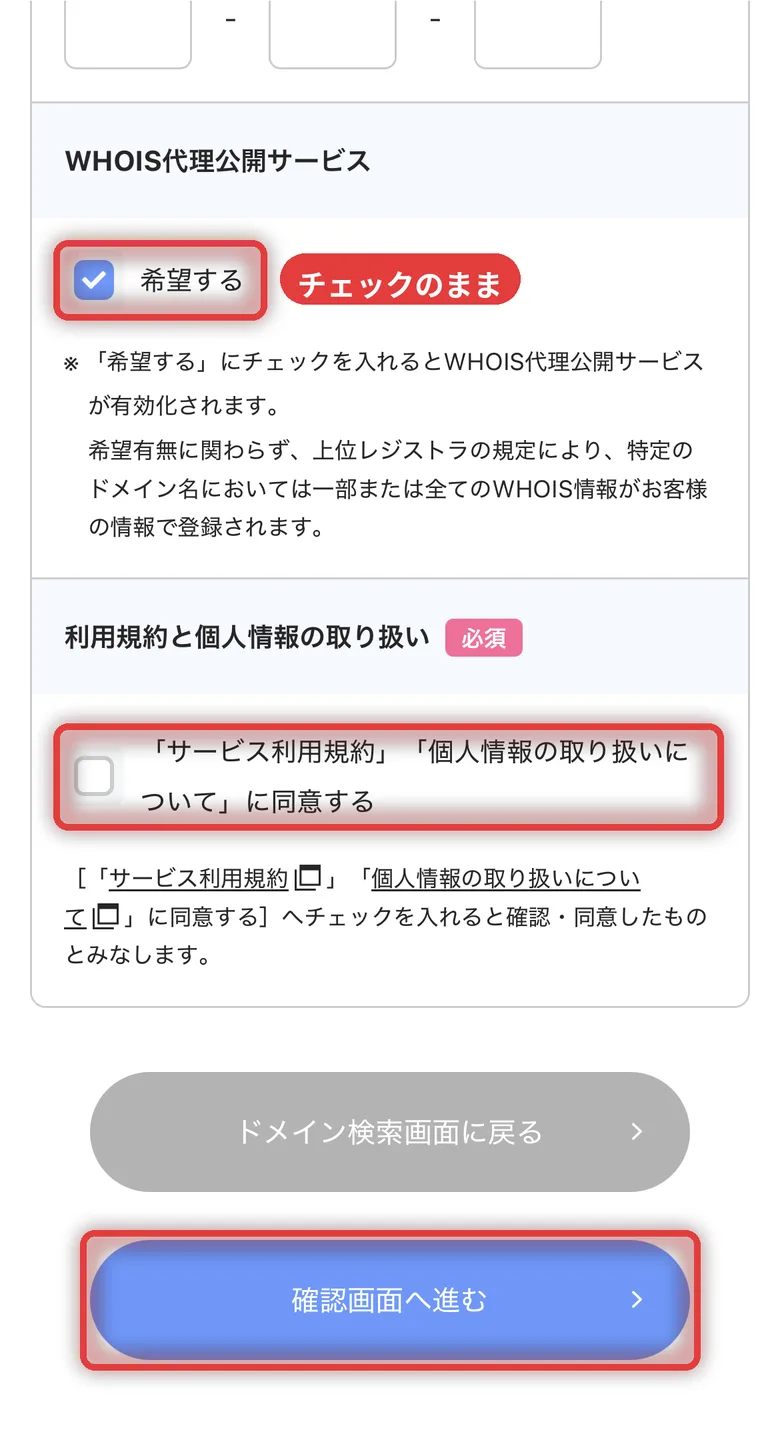 - -
WHOIS代理公開サービス
希望する チェックのまま
※ 「希望する」にチェックを入れるとWHOIS代理公開サービス
が有効化されます。
希望有無に関わらず、上位レジストラの規定により、特定の
ドメイン名においては一部または全てのWHOIS情報がお客様
の情報で登録されます。
利用規約と個人情報の取り扱い 必須
「サービス利用規約」「個人情報の取り扱いに
ついて」に同意する
[「サービス利用規約」「個人情報の取り扱いについ
て」に同意する] へチェックを入れると確認・同意したもの
とみなします。
ドメイン検索画面に戻る
確認画面へ進む